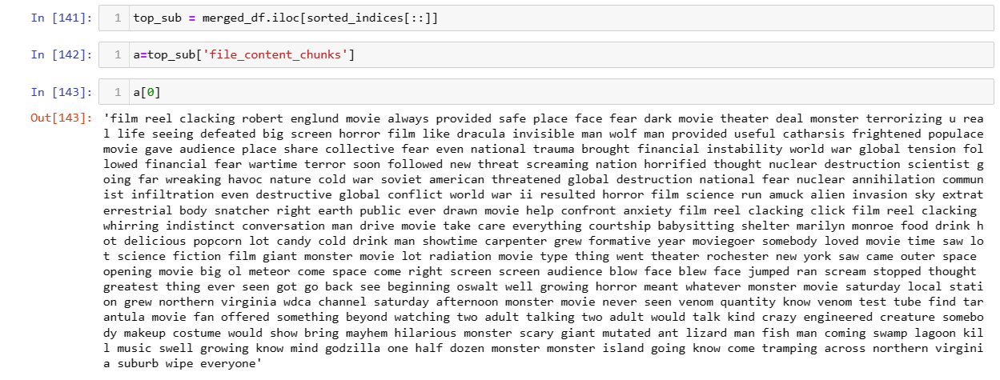 In [141]: 1 top_sub = merged_df.iloc[sorted_indices[::]]
In [142]: 1 a=top_sub['file_content_chunks']
In [143]: 1 a[0]
Out[143]: 'film reel clacking robert englund movie always provided safe place face fear dark movie theater deal monster terrorizing u rea
l life seeing defeated big screen horror film like dracula invisible man wolf man provided useful catharsis frightened populace
movie gave audience place share collective fear even national trauma brought financial instability world war global tension fol
lowed financial fear wartime terror soon followed new threat screaming nation horrified thought nuclear destruction scientist g
oing far wreaking havoc nature cold war soviet american threatened global destruction national fear nuclear annihilation commun
ist infiltration even destructive global conflict world war ii resulted horror film science run amuck alien invasion sky extrat
errestrial body snatcher right earth public ever drawn movie help confront anxiety film reel clacking click film reel clacking
whirring indistinct conversation man drive movie take care everything courtship babysitting shelter marilyn monroe food drink h
ot delicious popcorn lot candy cold drink man showtime carpenter grew formative year moviegoer somebody loved movie time saw lo
t science fiction film giant monster movie lot radiation movie type thing went theater rochester new york saw came outer space
opening movie big ol meteor come space come right screen screen audience blow face blew face jumped ran scream stopped thought
greatest thing ever seen got go back see beginning oswalt well growing horror meant whatever monster movie saturday local stati
on grew northern virginia wdca channel saturday afternoon monster movie never seen venom quantity know venom test tube find tar
antula movie fan offered something beyond watching two adult talking two adult would talk kind crazy engineered creature somebo
dy makeup costume would show bring mayhem hilarious monster scary giant mutated ant lizard man fish man coming swamp lagoon kil
l music swell growing know mind godzilla one half dozen monster monster island going know come tramping across northern virgini
a suburb wipe everyone'